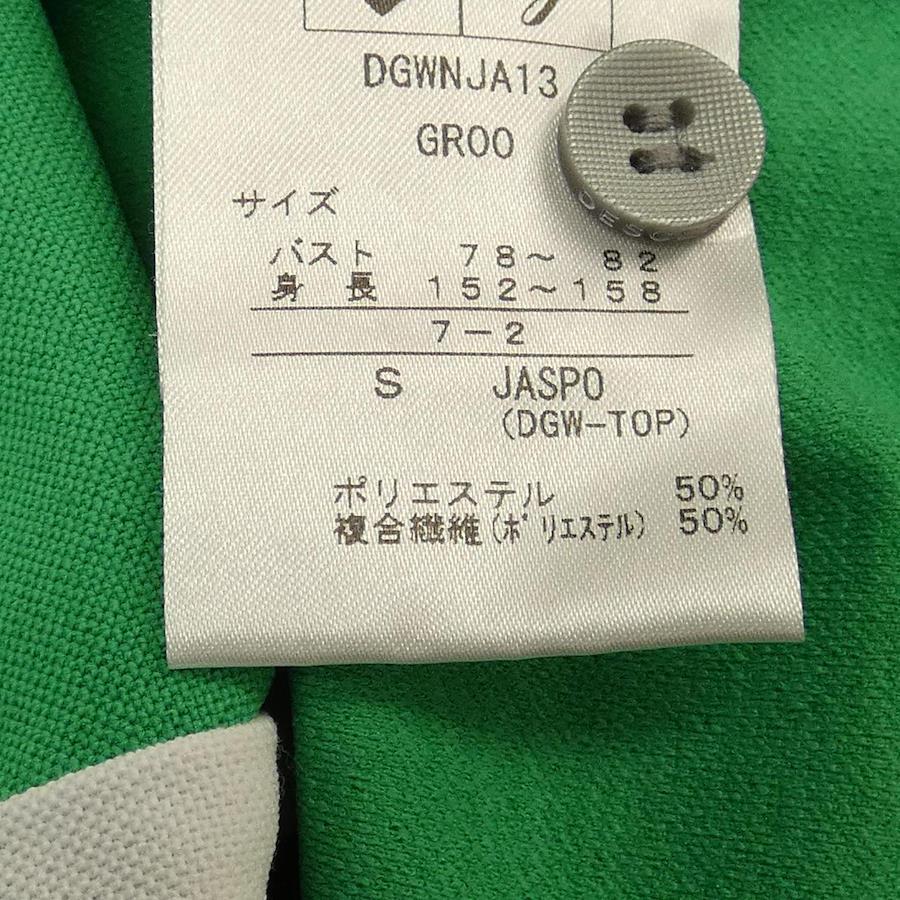 DGWNJA13
GR00
サイズ
バスト 78～ 82
身 長 152～158
7－2
S JASPO
(DGW-TOP)
ポリエステル 50%
複合繊維(ﾎﾟﾘｴｽﾃﾙ) 50%
DESC